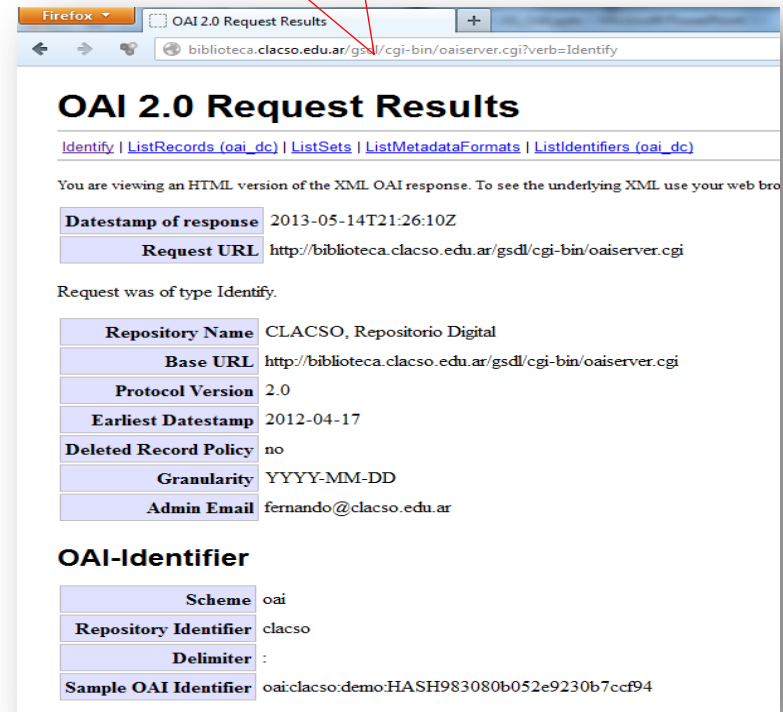 Firefox
OAI 2.0 Request Results
+
biblioteca.clacso.edu.ar/gsdl/cgi-bin/oaiserver.cgi?verb=Identify
OAI 2.0 Request Results
Identify | ListRecords (oai_dc) | ListSets | ListMetadataFormats | ListIdentifiers (oai_dc)
You are viewing an HTML version of the XML OAI response. To see the underlying XML use your web bro
Datestamp of response 2013-05-14T21:26:10Z
Request URL http://biblioteca.clacso.edu.ar/gsdl/cgi-bin/oaiserver.cgi
Request was of type Identify.
Repository Name CLACSO, Repositorio Digital
Base URL http://biblioteca.clacso.edu.ar/gsdl/cgi-bin/oaiserver.cgi
Protocol Version 2.0
Earliest Datestamp 2012-04-17
Deleted Record Policy no
Granularity YYYY-MM-DD
Admin Email fernando@clacso.edu.ar
OAI-Identifier
Scheme oai
Repository Identifier clacso
Delimiter :
Sample OAI Identifier oai:clacso:demo:HASH983080b052e9230b7ccf94